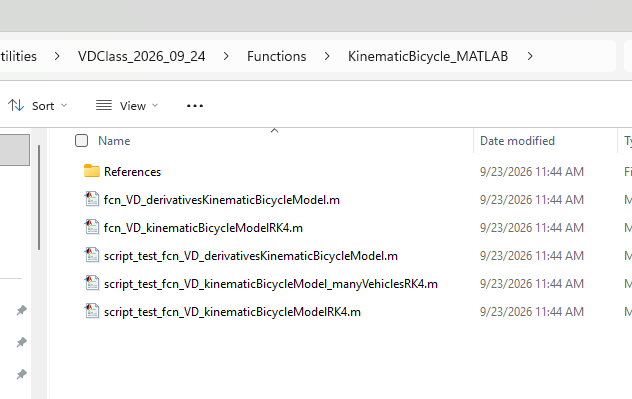 tilities > VDClass_2026_09_24 > Functions > KinematicBicycle_MATLAB >
Sort View ...
Name Date modified Ty
References 9/23/2026 11:44 AM Fi
fcn_VD_derivativesKinematicBicycleModel.m 9/23/2026 11:44 AM M
fcn_VD_kinematicBicycleModelRK4.m 9/23/2026 11:44 AM M
script_test_fcn_VD_derivativesKinematicBicycleModel.m 9/23/2026 11:44 AM M
script_test_fcn_VD_kinematicBicycleModel_manyVehiclesRK4.m 9/23/2026 11:44 AM M
script_test_fcn_VD_kinematicBicycleModelRK4.m 9/23/2026 11:44 AM M